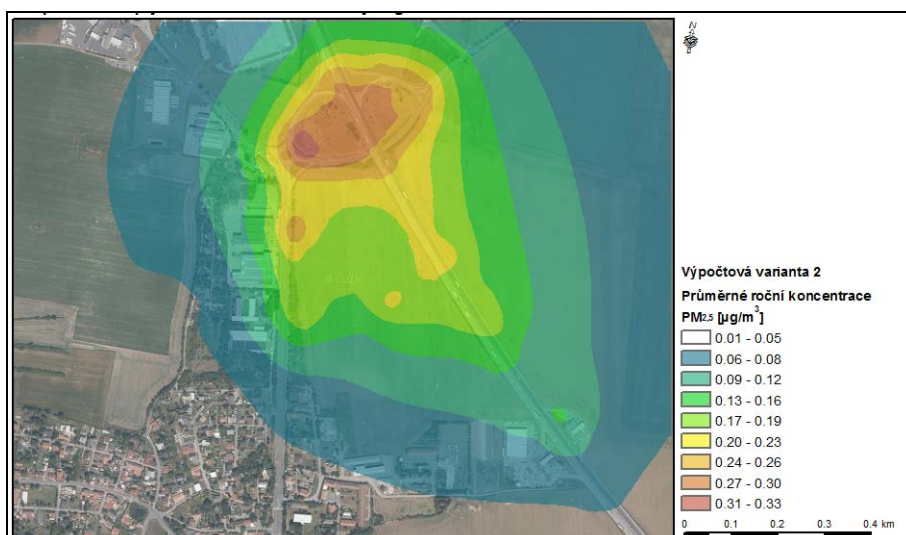 N
Výpočtová varianta 2
Průměrné roční koncentrace
PM2,5 [µg/m3]
0.01 - 0.05
0.06 - 0.08
0.09 - 0.12
0.13 - 0.16
0.17 - 0.19
0.20 - 0.23
0.24 - 0.26
0.27 - 0.30
0.31 - 0.33
0 0.1 0.2 0.3 0.4 km